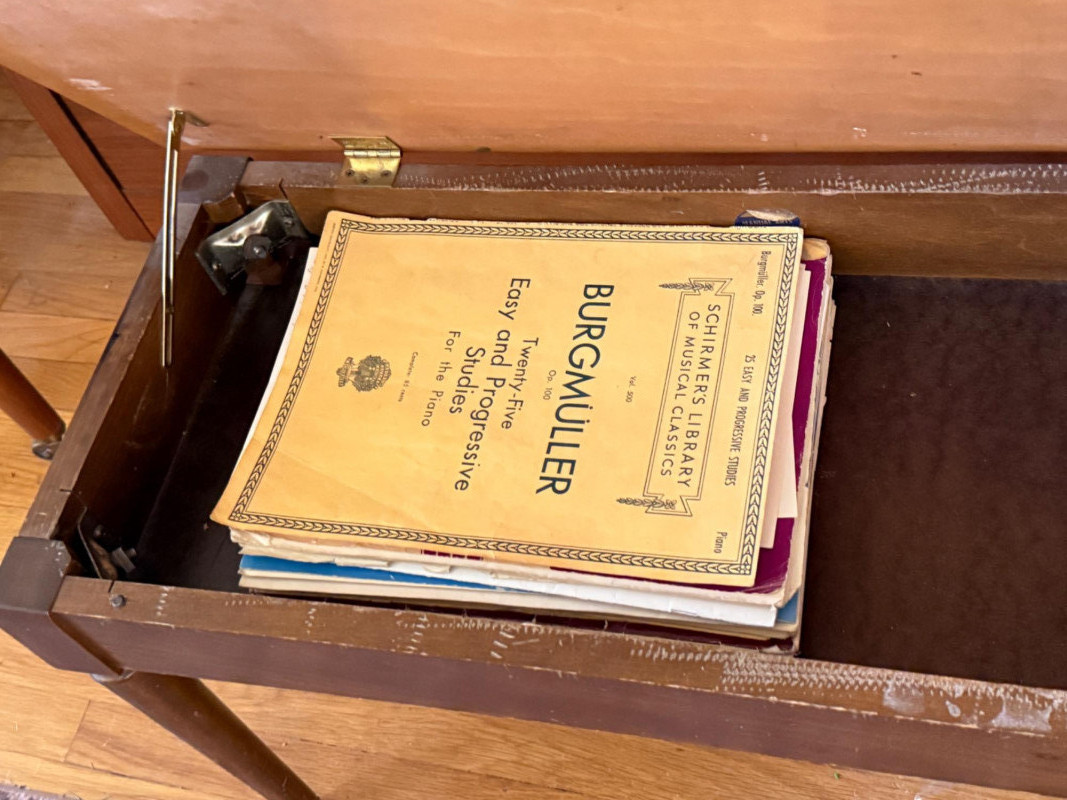 Burgmüller. Op. 100.
25 EASY AND PROGRESSIVE STUDIES
Piano
SCHIRMER'S LIBRARY
OF MUSICAL CLASSICS
Vol. 500
BURGMÜLLER
Op. 100
Twenty-Five
Easy and Progressive
Studies
For the Piano